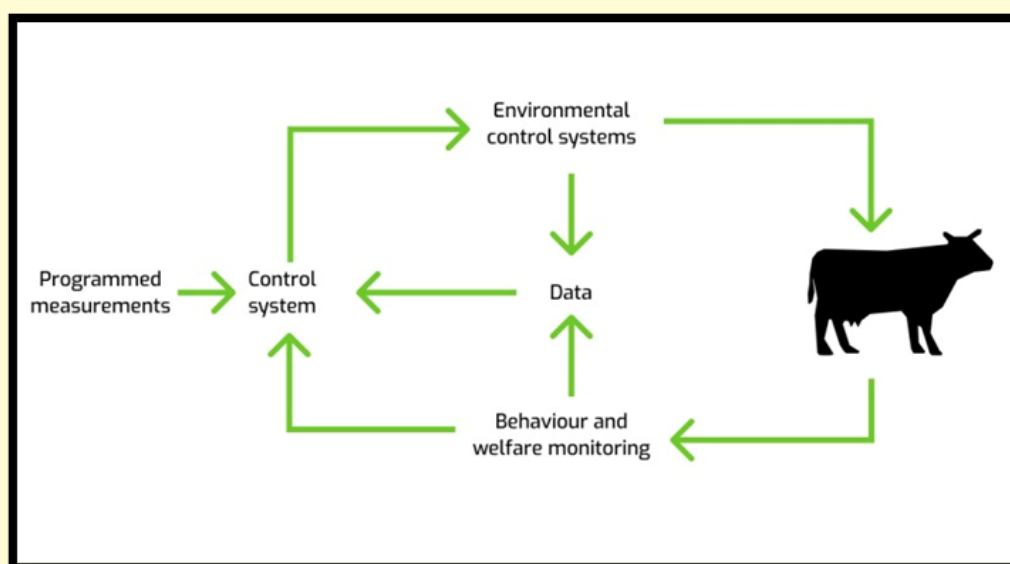 Environmental
control systems
Programmed
measurements
Control
system
Data
Behaviour and
welfare monitoring